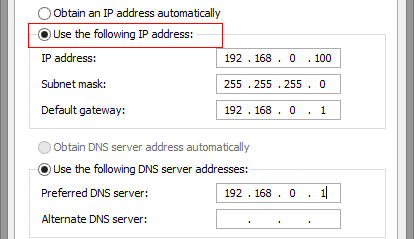 Obtain an IP address automatically
Use the following IP address:
IP address: 192 . 168 . 0 . 100
Subnet mask: 255 . 255 . 255 . 0
Default gateway: 192 . 168 . 0 . 1
Obtain DNS server address automatically
Use the following DNS server addresses:
Preferred DNS server: 192 . 168 . 0 . 1
Alternate DNS server: . . .